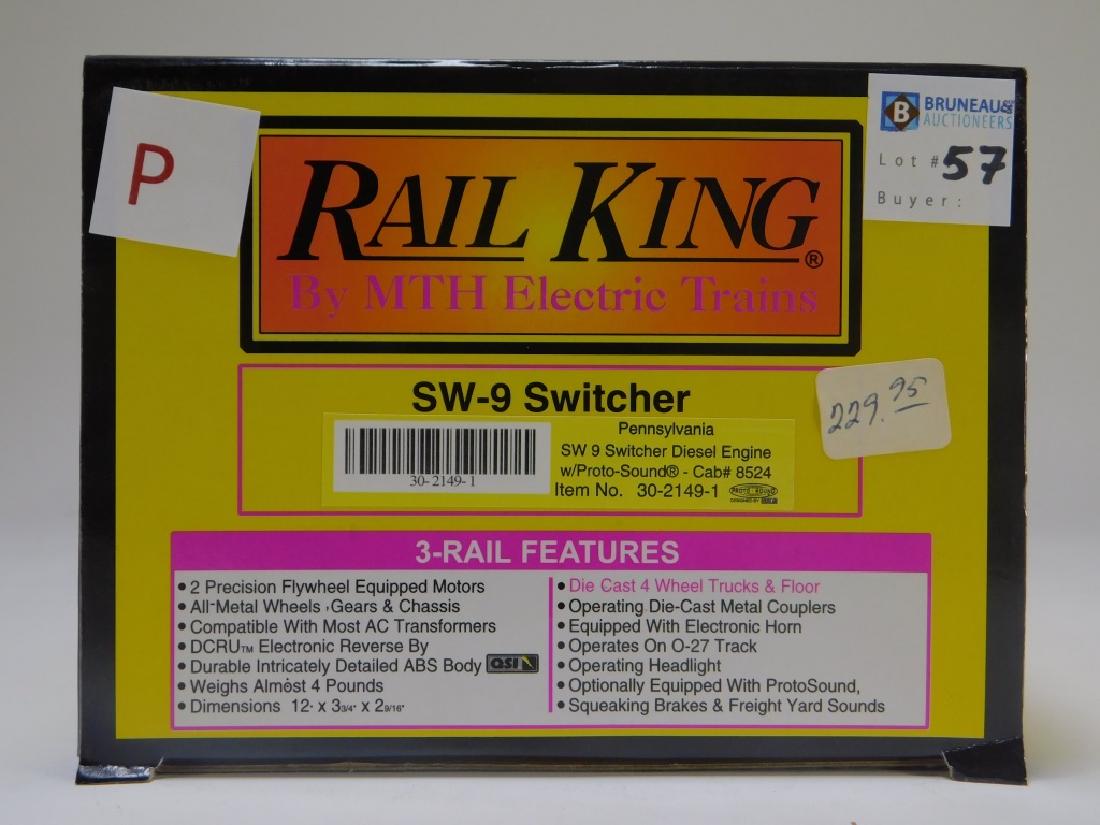 P
BRUNEAU &
AUCTIONEERS
Lot # 57
Buyer:
RAIL KING®
By MTH Electric Trains
SW-9 Switcher
229.95
30-2149-1
Pennsylvania
SW 9 Switcher Diesel Engine
w/Proto-Sound® - Cab# 8524
Item No. 30-2149-1
PROTO SOUND
3-RAIL FEATURES
• 2 Precision Flywheel Equipped Motors
• All-Metal Wheels, Gears & Chassis
• Compatible With Most AC Transformers
• DCRU™ Electronic Reverse By
• Durable Intricately Detailed ABS Body QSI
• Weighs Almost 4 Pounds
• Dimensions 12" x 3 3/4" x 2 9/16"
• Die Cast 4 Wheel Trucks & Floor
• Operating Die-Cast Metal Couplers
• Equipped With Electronic Horn
• Operates On O-27 Track
• Operating Headlight
• Optionally Equipped With ProtoSound,
• Squeaking Brakes & Freight Yard Sounds